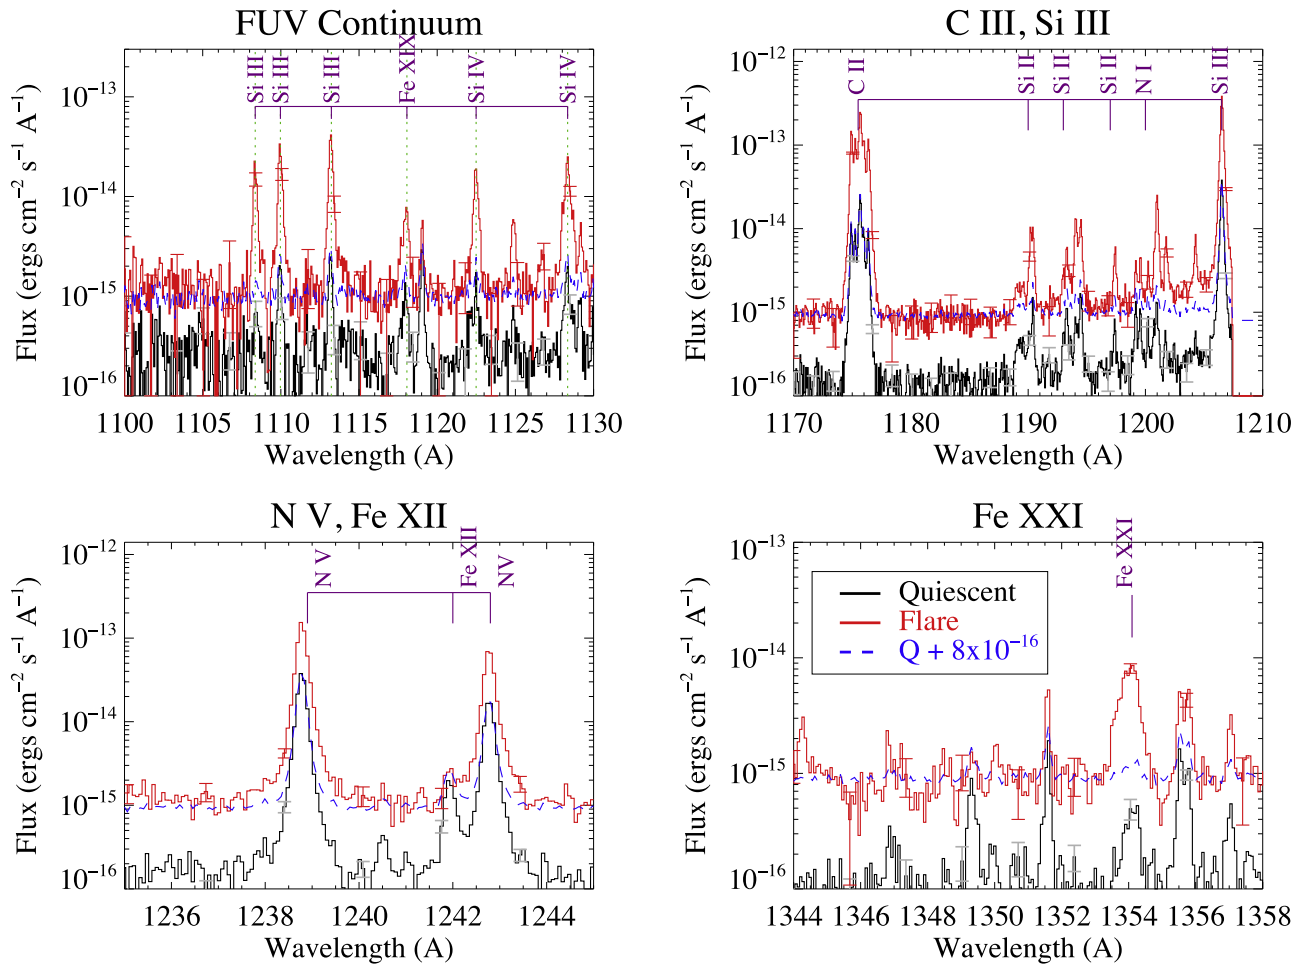 FUV Continuum
Si III
Si III
Si III
Fe XIX
Si IV
Si IV
10⁻¹³
10⁻¹⁴
10⁻¹⁵
10⁻¹⁶
Flux (ergs cm⁻² s⁻¹ A⁻¹)
1100 1105 1110 1115 1120 1125 1130
Wavelength (A)
C III, Si III
C II
Si II
Si II
Si II
N I
Si III
10⁻¹²
10⁻¹³
10⁻¹⁴
10⁻¹⁵
10⁻¹⁶
Flux (ergs cm⁻² s⁻¹ A⁻¹)
1170 1180 1190 1200 1210
Wavelength (A)
N V, Fe XII
N V
Fe XII
NV
10⁻¹²
10⁻¹³
10⁻¹⁴
10⁻¹⁵
10⁻¹⁶
Flux (ergs cm⁻² s⁻¹ A⁻¹)
1236 1238 1240 1242 1244
Wavelength (A)
Fe XXI
Fe XXI
Quiescent
Flare
Q + 8x10⁻¹⁶
10⁻¹³
10⁻¹⁴
10⁻¹⁵
10⁻¹⁶
Flux (ergs cm⁻² s⁻¹ A⁻¹)
1344 1346 1348 1350 1352 1354 1356 1358
Wavelength (A)